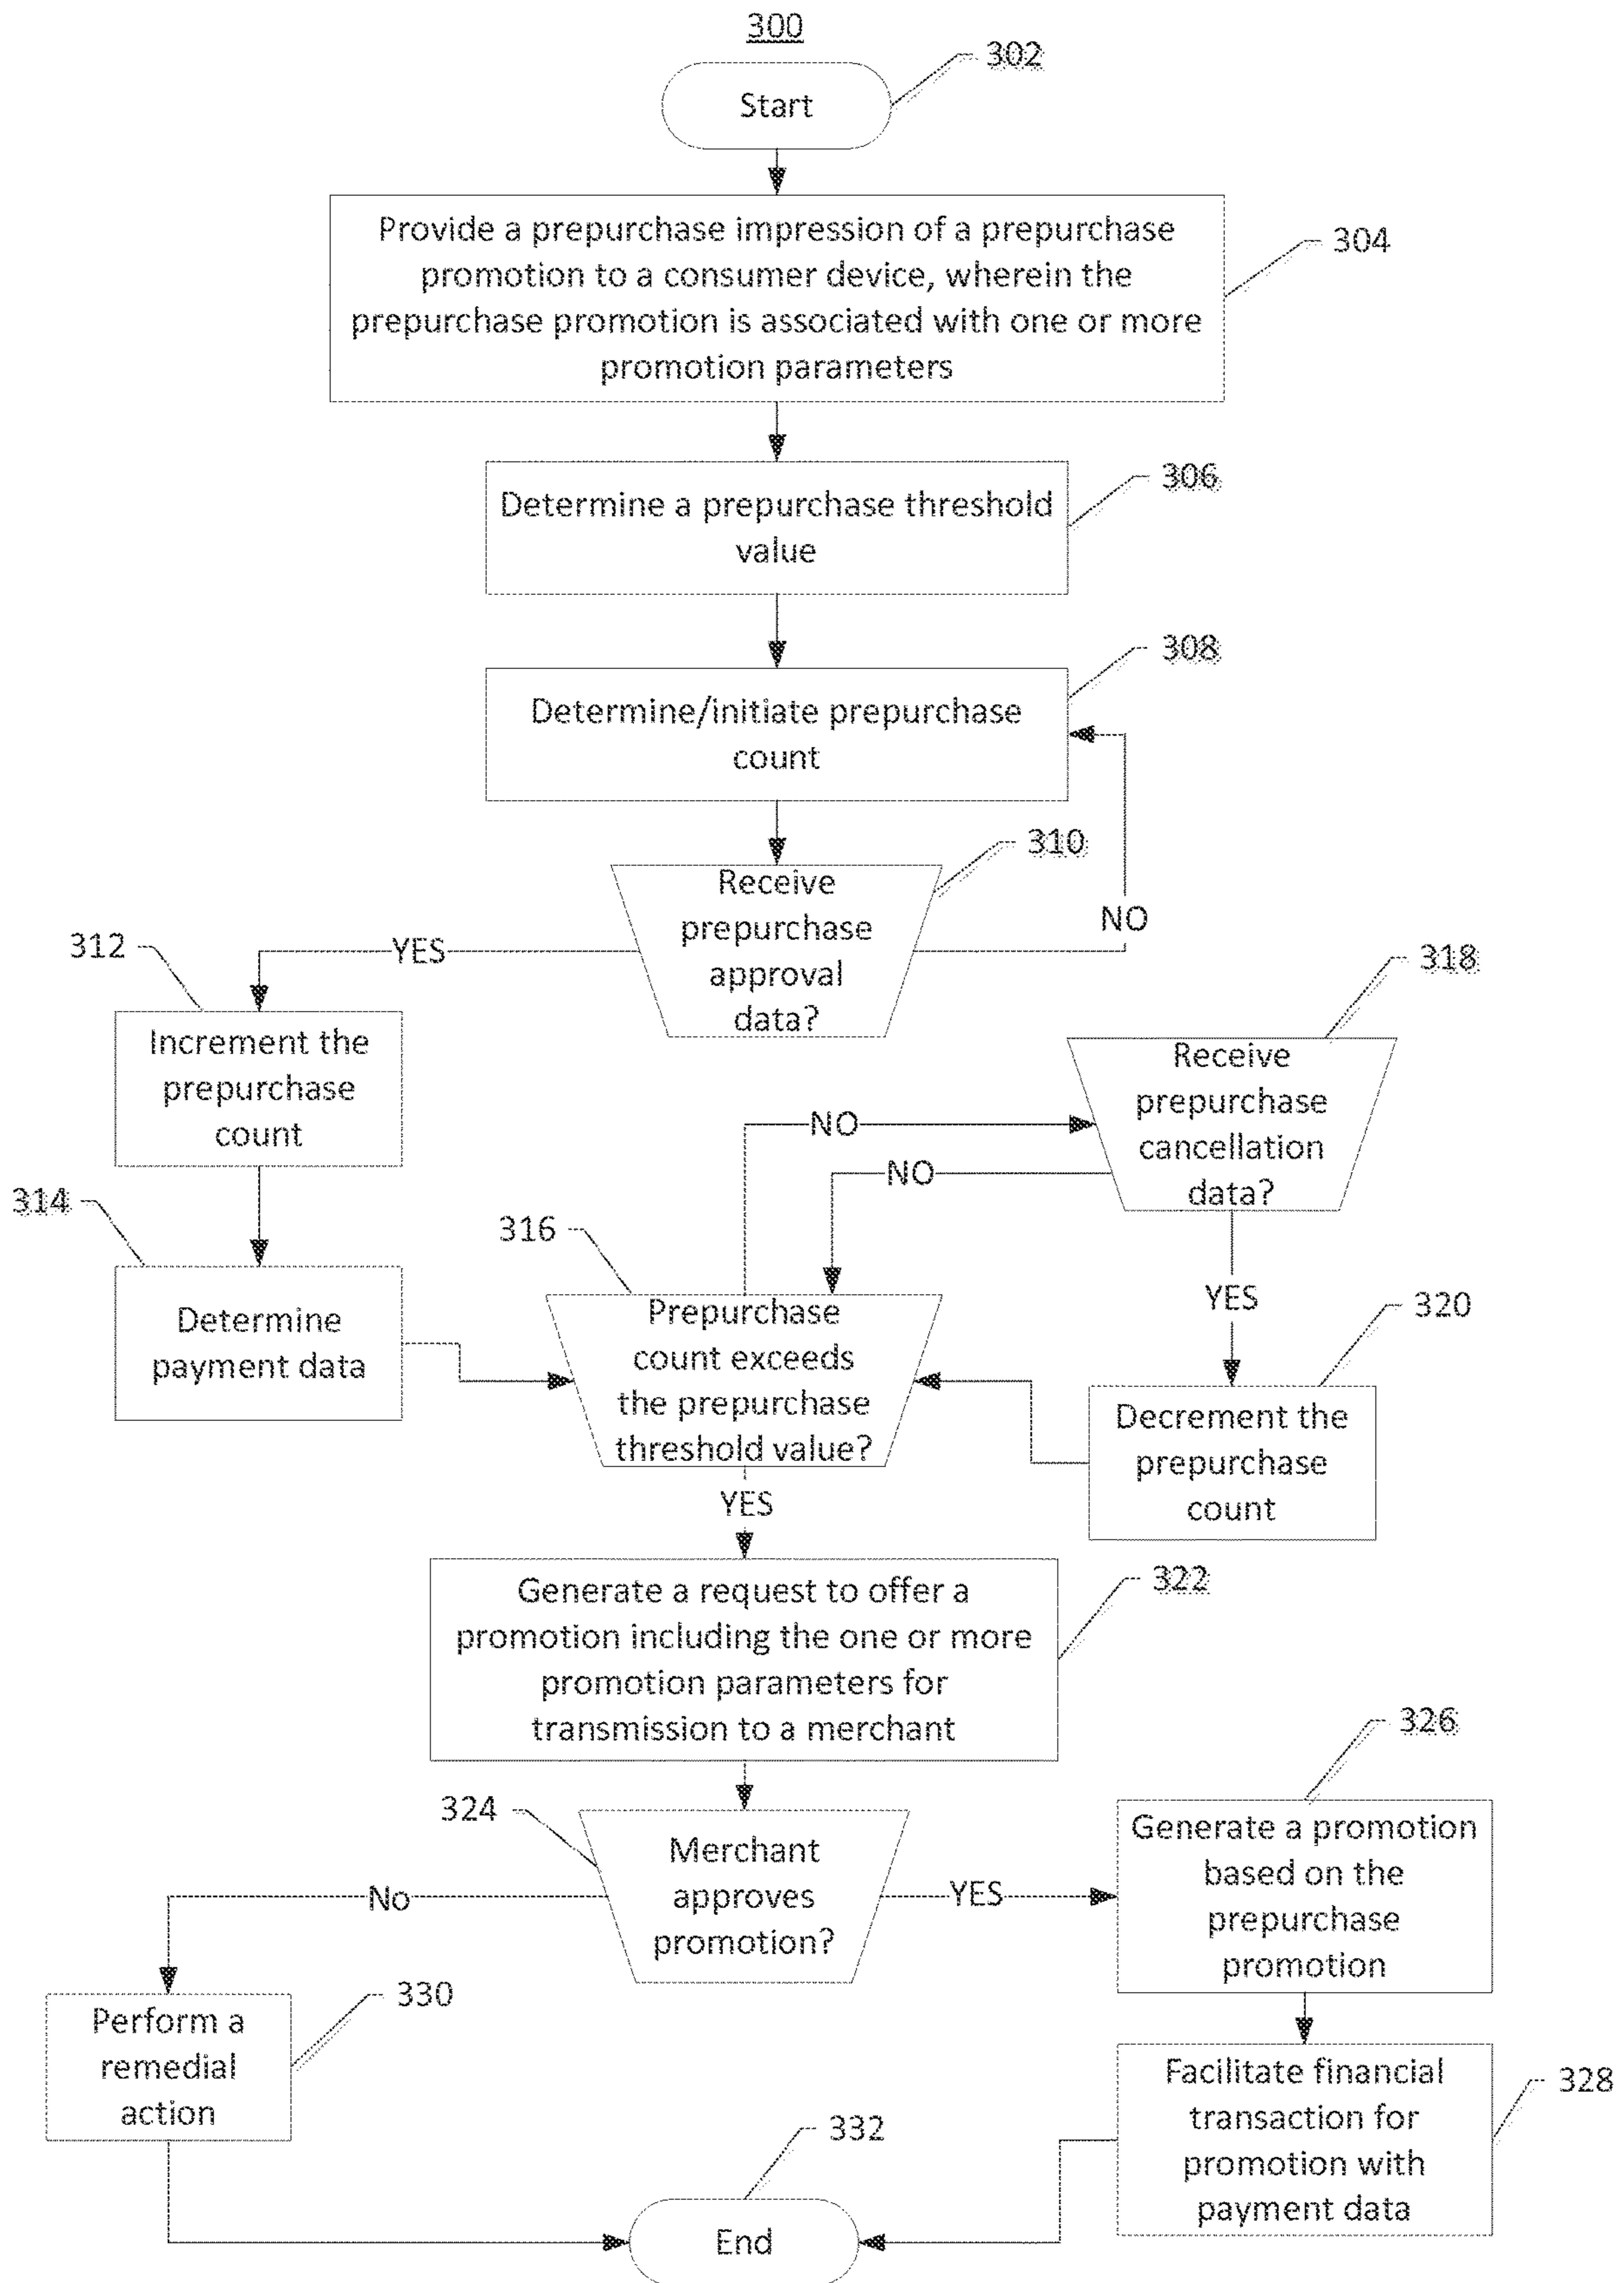 300
302
Start
Provide a prepurchase impression of a prepurchase
promotion to a consumer device, wherein the
prepurchase promotion is associated with one or more
promotion parameters
304
306
Determine a prepurchase threshold
value
308
Determine/initiate prepurchase
count
310
Receive
prepurchase
approval
data?
NO
YES
312
Increment the
prepurchase
count
318
Receive
prepurchase
cancellation
data?
NO
NO
314
Determine
payment data
316
Prepurchase
count exceeds
the prepurchase
threshold value?
YES
320
Decrement the
prepurchase
count
YES
322
Generate a request to offer a
promotion including the one or more
promotion parameters for
transmission to a merchant
324
Merchant
approves
promotion?
No
YES
326
Generate a promotion
based on the
prepurchase
promotion
330
Perform a
remedial
action
328
Facilitate financial
transaction for
promotion with
payment data
332
End